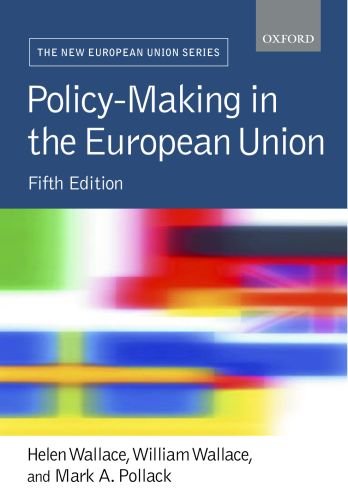 OXFORD
THE NEW EUROPEAN UNION SERIES
Policy-Making in
the European Union
Fifth Edition
Helen Wallace, William Wallace,
and Mark A. Pollack